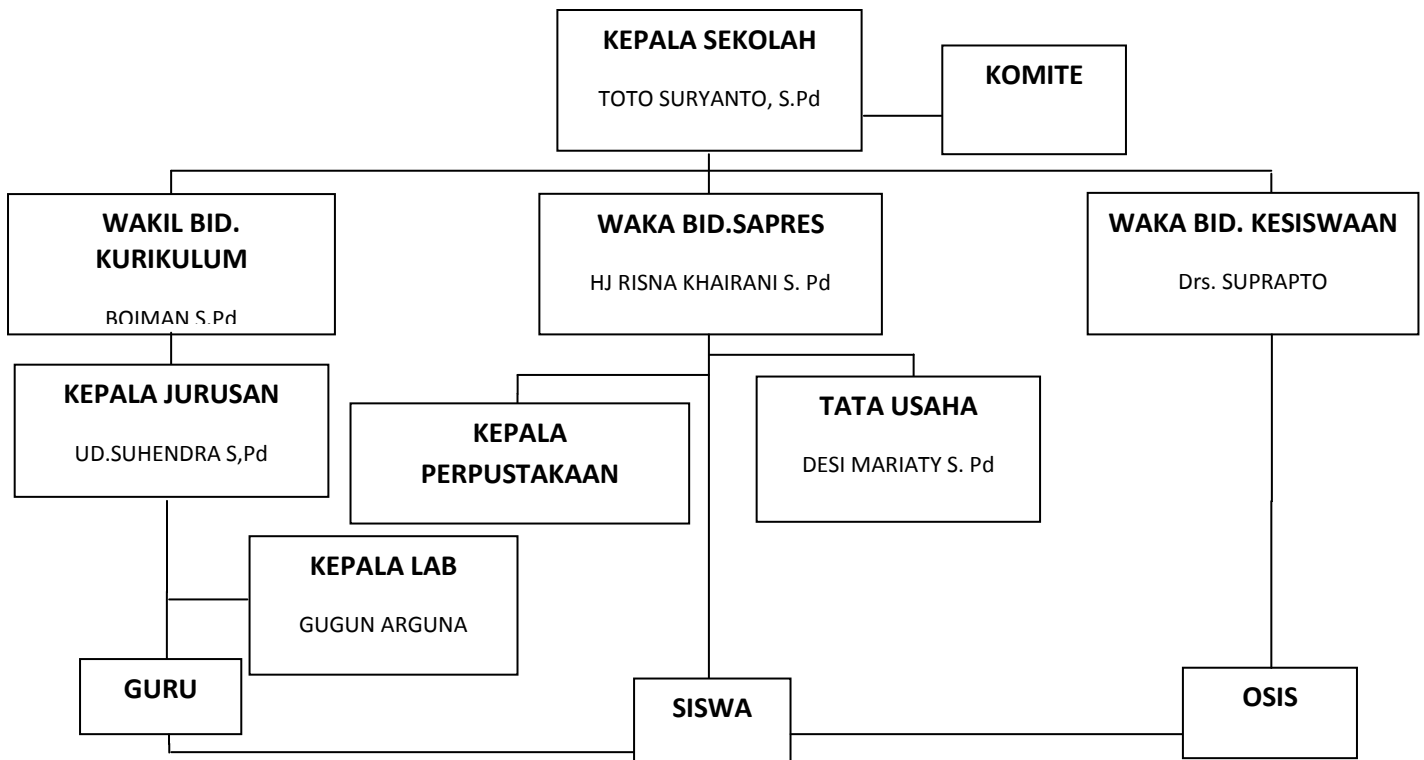 KEPALA SEKOLAH
TOTO SURYANTO, S.Pd
KOMITE
WAKIL BID.
KURIKULUM
BOIMAN S.Pd
WAKA BID.SAPRES
HJ RISNA KHAIRANI S. Pd
WAKA BID. KESISWAAN
Drs. SUPRAPTO
KEPALA JURUSAN
UD.SUHENDRA S,Pd
KEPALA
PERPUSTAKAAN
TATA USAHA
DESI MARIATY S. Pd
KEPALA LAB
GUGUN ARGUNA
GURU
SISWA
OSIS